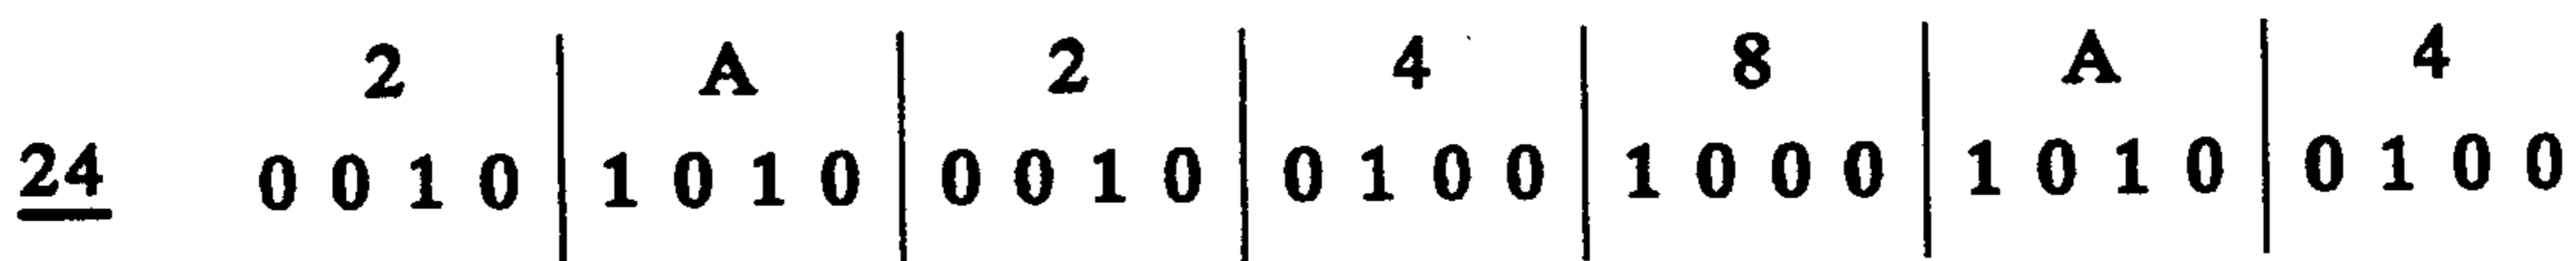 2 | A | 2 | 4 | 8 | A | 4
24 0 0 1 0 | 1 0 1 0 | 0 0 1 0 | 0 1 0 0 | 1 0 0 0 | 1 0 1 0 | 0 1 0 0